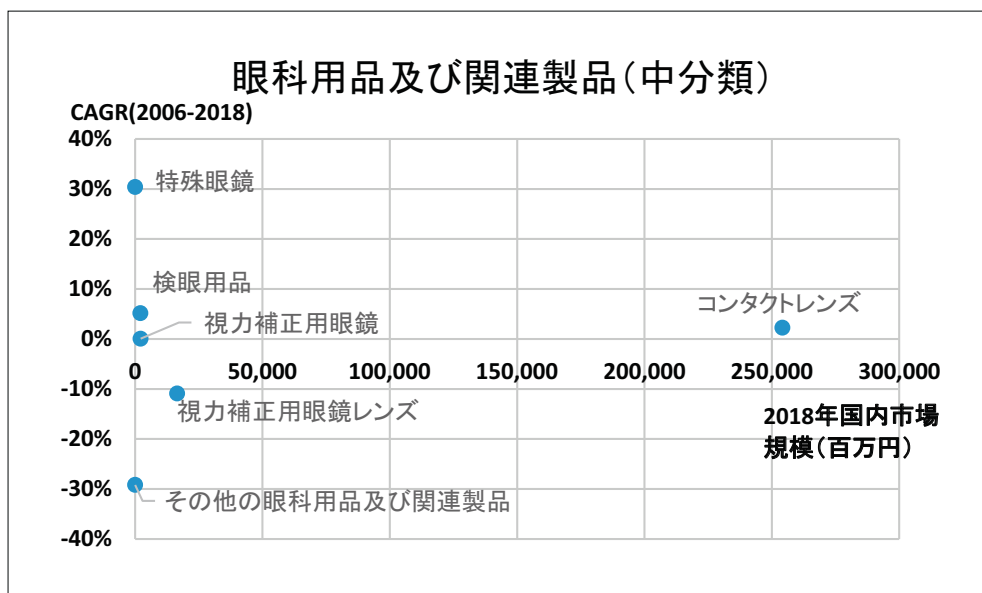 眼科用品及び関連製品（中分類）
CAGR(2006-2018)
40%
30%
特殊眼鏡
20%
10%
検眼用品
コンタクトレンズ
視力補正用眼鏡
0%
0
50,000
100,000
150,000
200,000
250,000
300,000
-10%
視力補正用眼鏡レンズ
2018年国内市場
規模（百万円）
-20%
-30%
その他の眼科用品及び関連製品
-40%